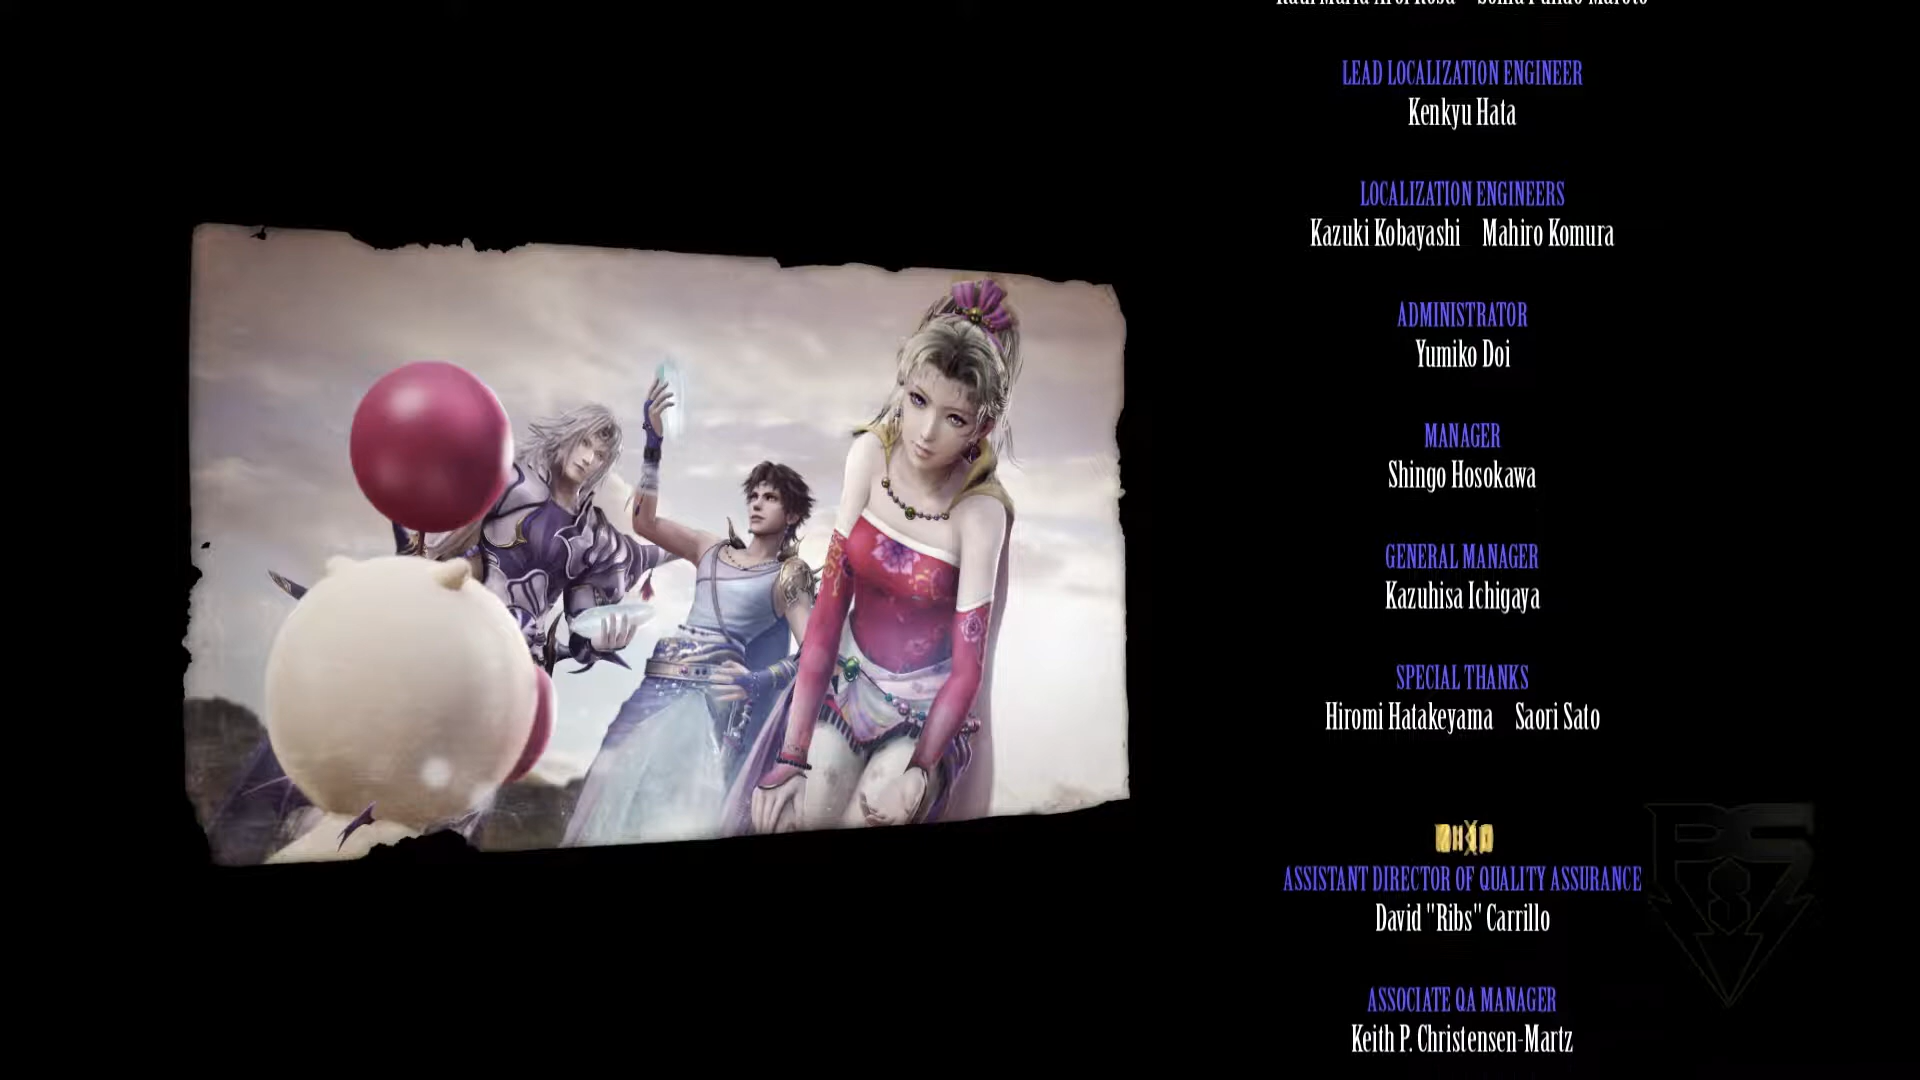 LEAD LOCALIZATION ENGINEER
Kenkyu Hata
LOCALIZATION ENGINEERS
Kazuki Kobayashi Mahiro Komura
ADMINISTRATOR
Yumiko Doi
MANAGER
Shingo Hosokawa
GENERAL MANAGER
Kazuhisa Ichigaya
SPECIAL THANKS
Hiromi Hatakeyama Saori Sato
ASSISTANT DIRECTOR OF QUALITY ASSURANCE
David "Ribs" Carrillo
ASSOCIATE QA MANAGER
Keith P. Christensen-Martz